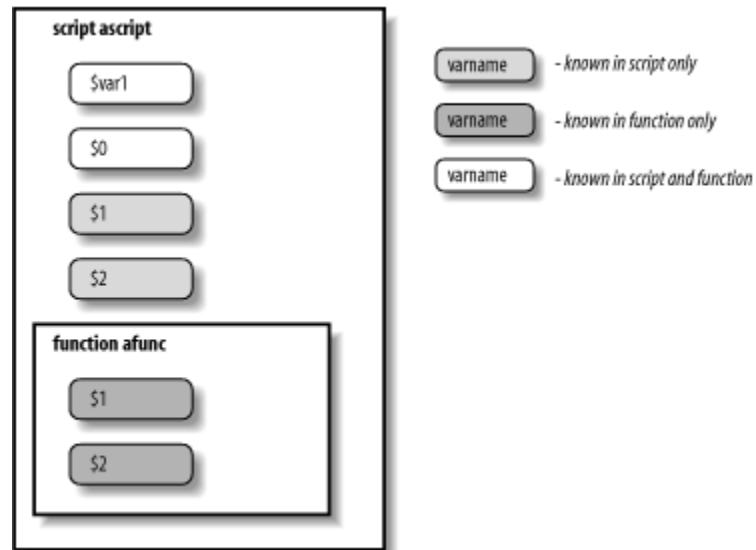 script ascript
$var1
$0
$1
$2
function afunc
$1
$2
varname - known in script only
varname - known in function only
varname - known in script and function